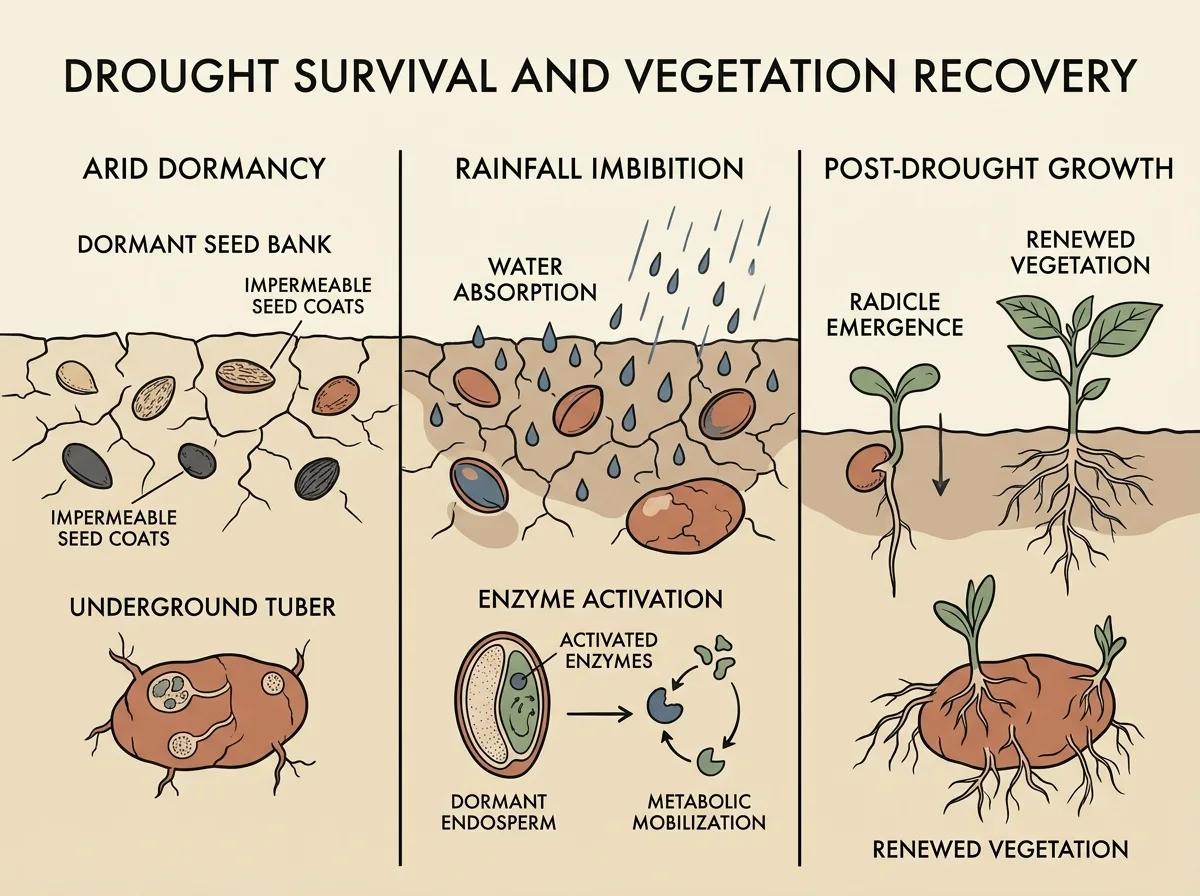 DROUGHT SURVIVAL AND VEGETATION RECOVERY
ARID DORMANCY
DORMANT SEED BANK
IMPERMEABLE
SEED COATS
IMPERMEABLE
SEED COATS
UNDERGROUND TUBER
RAINFALL IMBIBITION
WATER
ABSORPTION
ENZYME ACTIVATION
ACTIVATED
ENZYMES
DORMANT
ENDOSPERM
METABOLIC
MOBILIZATION
POST-DROUGHT GROWTH
RENEWED
VEGETATION
RADICLE
EMERGENCE
RENEWED VEGETATION